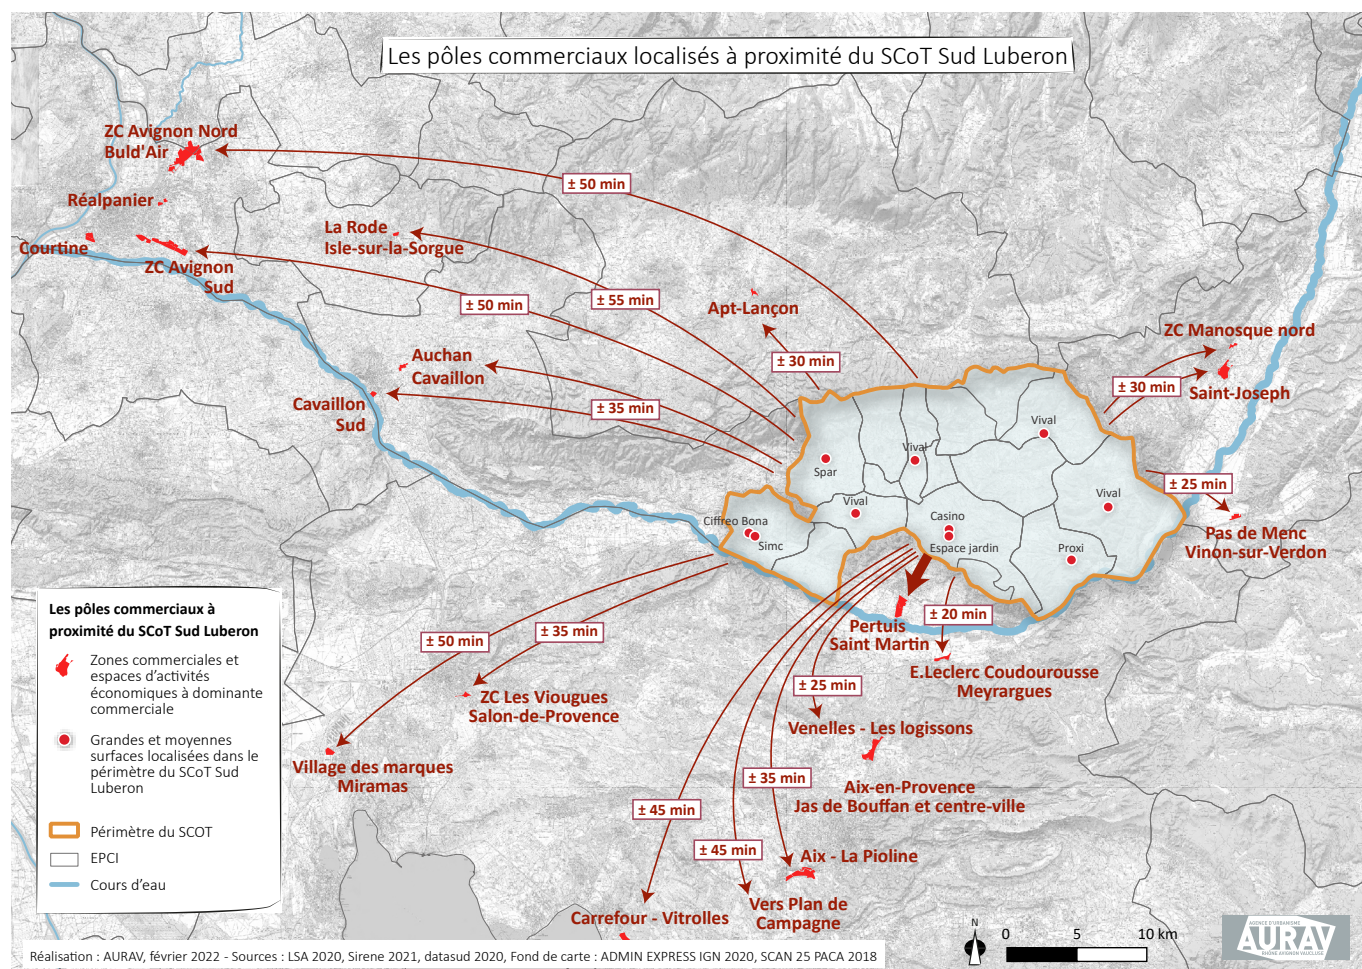 Les pôles commerciaux localisés à proximité du SCoT Sud Luberon
ZC Avignon Nord
Buld'Air
± 50 min
Réalpanier
La Rode
Isle-sur-la-Sorgue
Courtine
ZC Avignon
Sud
± 50 min
± 55 min
Apt-Lançon
ZC Manosque nord
Auchan
Cavaillon
± 30 min
± 30 min
Saint-Joseph
Cavaillon
Sud
± 35 min
Vival
Vival
Spar
± 25 min
Vival
Vival
Ciffreo Bona
Simc
Casino
Espace jardin
Proxi
Pas de Menc
Vinon-sur-Verdon
Pertuis
Saint Martin
± 20 min
± 50 min
± 35 min
E.Leclerc Coudourousse
Meyrargues
± 25 min
ZC Les Viougues
Salon-de-Provence
Venelles - Les logissons
Village des marques
Miramas
± 35 min
Aix-en-Provence
Jas de Bouffan et centre-ville
± 45 min
± 45 min
Aix - La Pioline
Vers Plan de
Campagne
Carrefour - Vitrolles
Les pôles commerciaux à
proximité du SCoT Sud Luberon
Zones commerciales et
espaces d'activités
économiques à dominante
commerciale
Grandes et moyennes
surfaces localisées dans le
périmètre du SCoT Sud
Luberon
Périmètre du SCOT
EPCI
Cours d'eau
N
0 5 10 km
AGENCE D'URBANISME
AURAV
RHÔNE AVIGNON VAUCLUSE
Réalisation : AURAV, février 2022 - Sources : LSA 2020, Sirene 2021, datasud 2020, Fond de carte : ADMIN EXPRESS IGN 2020, SCAN 25 PACA 2018